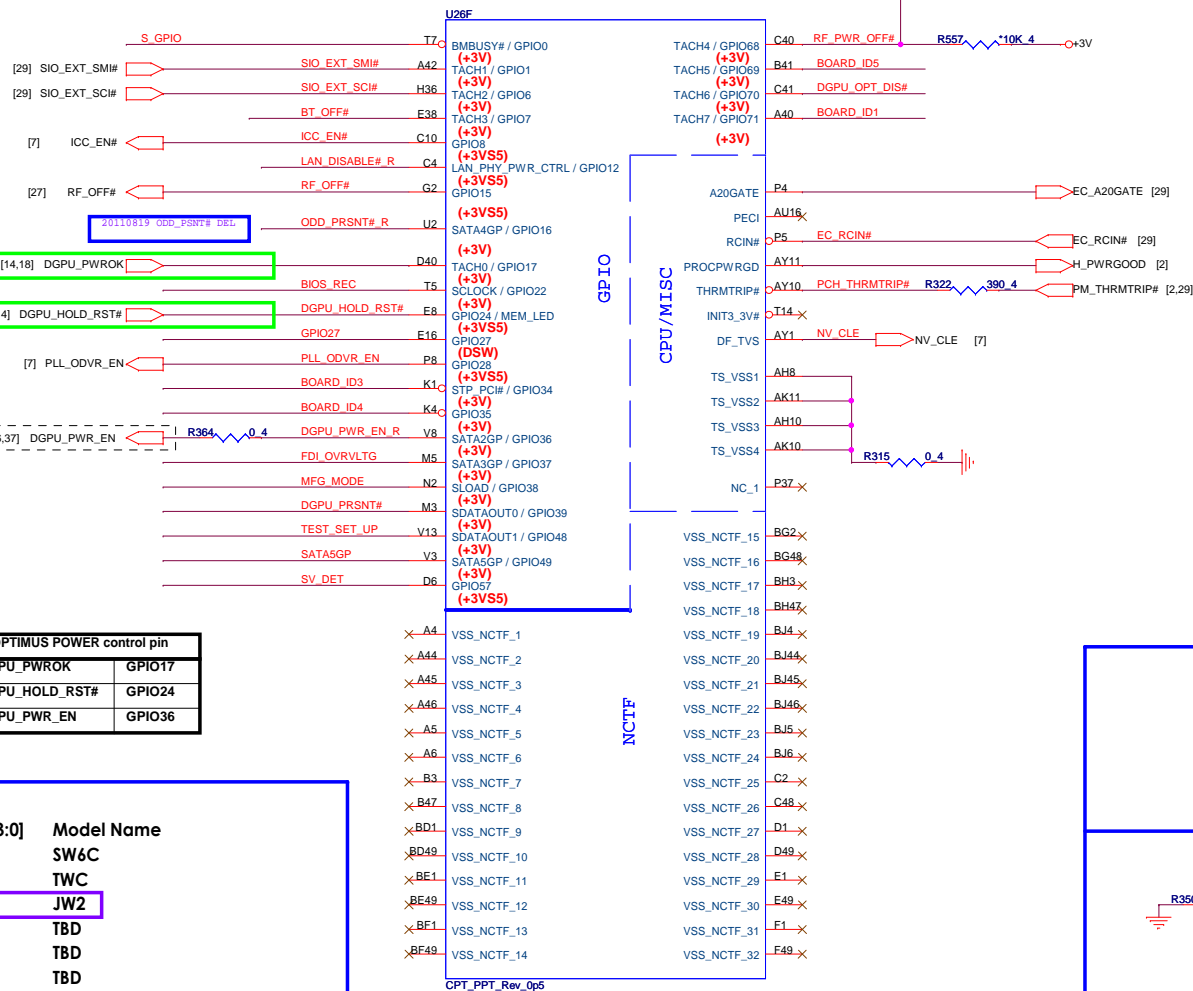 U26F
S_GPIO T7 BMBUSY# / GPIO0 TACH4 / GPIO68 C40 RF_PWR_OFF# R557 *10K_4 +3V
(+3V) (+3V)
[29] SIO_EXT_SMI# SIO_EXT_SMI# A42 TACH1 / GPIO1 TACH5 / GPIO69 B41 BOARD_ID5
(+3V) (+3V)
[29] SIO_EXT_SCI# SIO_EXT_SCI# H36 TACH2 / GPIO6 TACH6 / GPIO70 C41 DGPU_OPT_DIS#
(+3V) (+3V)
BT_OFF# E38 TACH3 / GPIO7 TACH7 / GPIO71 A40 BOARD_ID1
(+3V) (+3V)
[7] ICC_EN# ICC_EN# C10 GPIO8
(+3VS5)
LAN_DISABLE#_R C4 LAN_PHY_PWR_CTRL / GPIO12
(+3VS5)
[27] RF_OFF# RF_OFF# G2 GPIO15 A20GATE P4 EC_A20GATE [29]
(+3VS5) PECI AU16
20110819 ODD_PSNT# DEL ODD_PRSNT#_R U2 SATA4GP / GPIO16
RCIN# P5 EC_RCIN# EC_RCIN# [29]
(+3V)
[14,18] DGPU_PWROK D40 TACH0 / GPIO17 PROCPWRGD AY11 H_PWRGOOD [2]
(+3V)
BIOS_REC T5 SCLOCK / GPIO22 THRMTRIP# AY10 PCH_THRMTRIP# R322 390_4 PM_THRMTRIP# [2,29]
(+3V)
4] DGPU_HOLD_RST# DGPU_HOLD_RST# E8 GPIO24 / MEM_LED INIT3_3V# T14
(+3VS5)
GPIO27 E16 GPIO27 DF_TVS AY1 NV_CLE NV_CLE [7]
(DSW)
[7] PLL_ODVR_EN PLL_ODVR_EN P8 GPIO28
(+3VS5) TS_VSS1 AH8
BOARD_ID3 K1 STP_PCI# / GPIO34
(+3V) TS_VSS2 AK11
BOARD_ID4 K4 GPIO35
(+3V) TS_VSS3 AH10
6,37] DGPU_PWR_EN R364 0_4 DGPU_PWR_EN_R V8 SATA2GP / GPIO36
(+3V) TS_VSS4 AK10
FDI_OVRVLTG M5 SATA3GP / GPIO37 R315 0_4
(+3V)
MFG_MODE N2 SLOAD / GPIO38 NC_1 P37
(+3V)
DGPU_PRSNT# M3 SDATAOUT0 / GPIO39
(+3V)
TEST_SET_UP V13 SDATAOUT1 / GPIO48 VSS_NCTF_15 BG2
(+3V)
SATA5GP V3 SATA5GP / GPIO49 VSS_NCTF_16 BG48
(+3V)
SV_DET D6 GPIO57 VSS_NCTF_17 BH3
(+3VS5)
GPIO
CPU/MISC
NCTF
VSS_NCTF_18 BH47
A4 VSS_NCTF_1 VSS_NCTF_19 BJ4
A44 VSS_NCTF_2 VSS_NCTF_20 BJ44
A45 VSS_NCTF_3 VSS_NCTF_21 BJ45
A46 VSS_NCTF_4 VSS_NCTF_22 BJ46
A5 VSS_NCTF_5 VSS_NCTF_23 BJ5
A6 VSS_NCTF_6 VSS_NCTF_24 BJ6
B3 VSS_NCTF_7 VSS_NCTF_25 C2
B47 VSS_NCTF_8 VSS_NCTF_26 C48
BD1 VSS_NCTF_9 VSS_NCTF_27 D1
BD49 VSS_NCTF_10 VSS_NCTF_28 D49
BE1 VSS_NCTF_11 VSS_NCTF_29 E1
BE49 VSS_NCTF_12 VSS_NCTF_30 E49
BF1 VSS_NCTF_13 VSS_NCTF_31 F1
BF49 VSS_NCTF_14 VSS_NCTF_32 F49
CPT_PPT_Rev_0p5
PTIMUS POWER control pin
PU_PWROK GPIO17
PU_HOLD_RST# GPIO24
PU_PWR_EN GPIO36
3:0] Model Name
SW6C
TWC
JW2
TBD
TBD
TBD